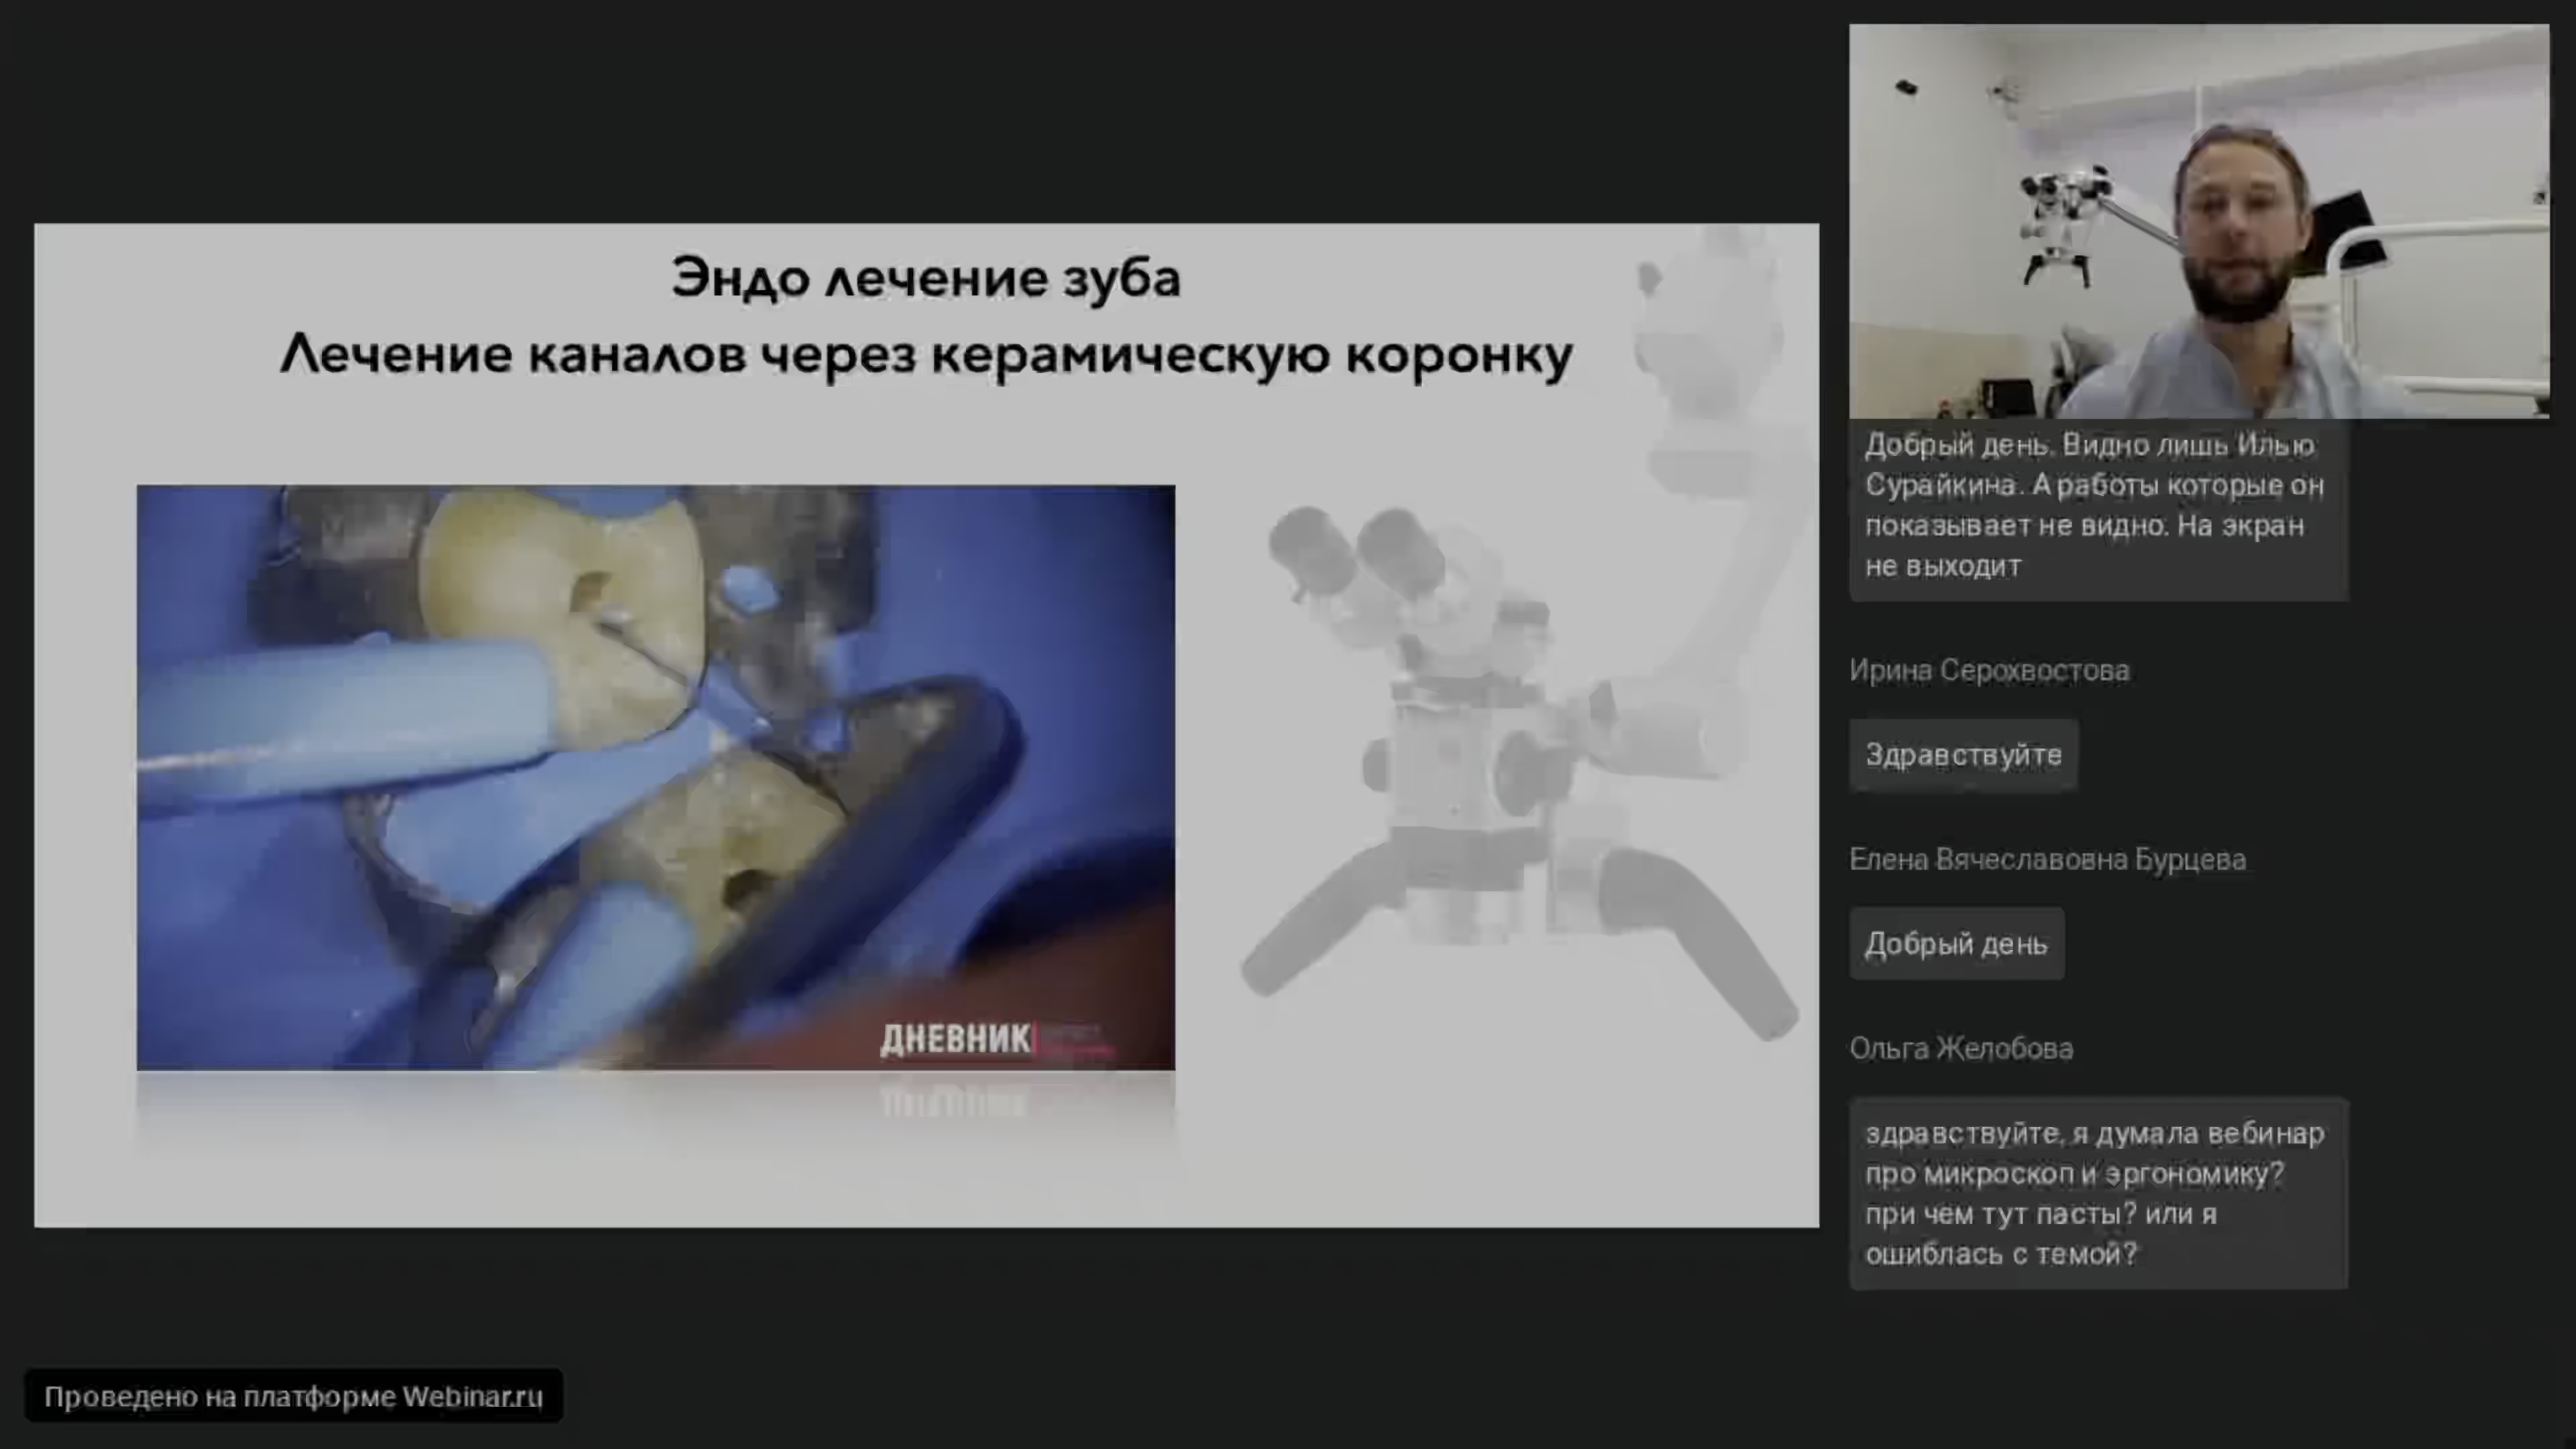 Эндо лечение зуба
Лечение каналов через керамическую коронку
ДНЕВНИК
Добрый день. Видно лишь Илью
Сурайкина. А работы которые он
показывает не видно. На экран
не выходит
Ирина Серохвостова
Здравствуйте
Елена Вячеславовна Бурцева
Добрый день
Ольга Желобова
здравствуйте, я думала вебинар
про микроскоп и эргономику?
при чем тут пасты? или я
ошиблась с темой?
Проведено на платформе Webinar.ru